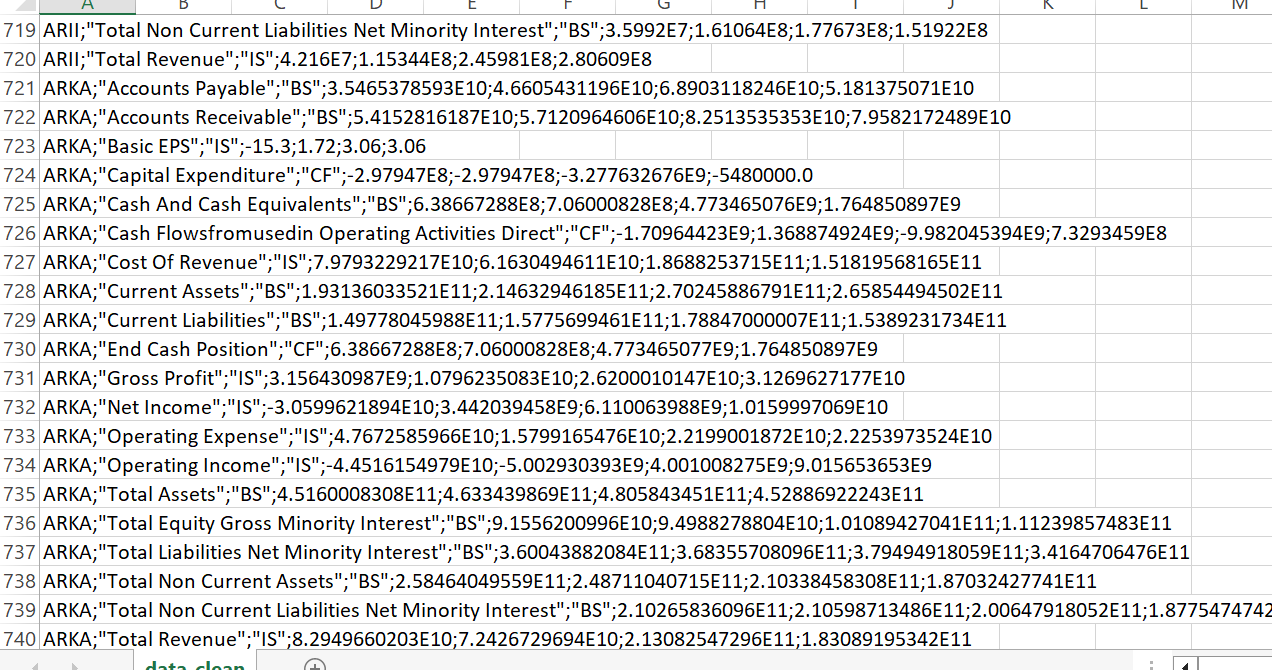 A B C D E F G H I J K L M
719 ARII;"Total Non Current Liabilities Net Minority Interest";"BS";3.5992E7;1.61064E8;1.77673E8;1.51922E8
720 ARII;"Total Revenue";"IS";4.216E7;1.15344E8;2.45981E8;2.80609E8
721 ARKA;"Accounts Payable";"BS";3.5465378593E10;4.6605431196E10;6.8903118246E10;5.181375071E10
722 ARKA;"Accounts Receivable";"BS";5.4152816187E10;5.7120964606E10;8.2513535353E10;7.9582172489E10
723 ARKA;"Basic EPS";"IS";-15.3;1.72;3.06;3.06
724 ARKA;"Capital Expenditure";"CF";-2.97947E8;-2.97947E8;-3.277632676E9;-5480000.0
725 ARKA;"Cash And Cash Equivalents";"BS";6.38667288E8;7.06000828E8;4.773465076E9;1.764850897E9
726 ARKA;"Cash Flowsfromusedin Operating Activities Direct";"CF";-1.70964423E9;1.368874924E9;-9.982045394E9;7.3293459E8
727 ARKA;"Cost Of Revenue";"IS";7.9793229217E10;6.1630494611E10;1.8688253715E11;1.51819568165E11
728 ARKA;"Current Assets";"BS";1.93136033521E11;2.14632946185E11;2.70245886791E11;2.65854494502E11
729 ARKA;"Current Liabilities";"BS";1.49778045988E11;1.5775699461E11;1.78847000007E11;1.5389231734E11
730 ARKA;"End Cash Position";"CF";6.38667288E8;7.06000828E8;4.773465077E9;1.764850897E9
731 ARKA;"Gross Profit";"IS";3.156430987E9;1.0796235083E10;2.6200010147E10;3.1269627177E10
732 ARKA;"Net Income";"IS";-3.0599621894E10;3.442039458E9;6.110063988E9;1.0159997069E10
733 ARKA;"Operating Expense";"IS";4.7672585966E10;1.5799165476E10;2.2199001872E10;2.2253973524E10
734 ARKA;"Operating Income";"IS";-4.4516154979E10;-5.002930393E9;4.001008275E9;9.015653653E9
735 ARKA;"Total Assets";"BS";4.5160008308E11;4.633439869E11;4.805843451E11;4.52886922243E11
736 ARKA;"Total Equity Gross Minority Interest";"BS";9.1556200996E10;9.4988278804E10;1.01089427041E11;1.11239857483E11
737 ARKA;"Total Liabilities Net Minority Interest";"BS";3.60043882084E11;3.68355708096E11;3.79494918059E11;3.4164706476E11
738 ARKA;"Total Non Current Assets";"BS";2.58464049559E11;2.48711040715E11;2.10338458308E11;1.87032427741E11
739 ARKA;"Total Non Current Liabilities Net Minority Interest";"BS";2.10265836096E11;2.10598713486E11;2.00647918052E11;1.8775474742
740 ARKA;"Total Revenue";"IS";8.2949660203E10;7.2426729694E10;2.13082547296E11;1.83089195342E11
data_clean